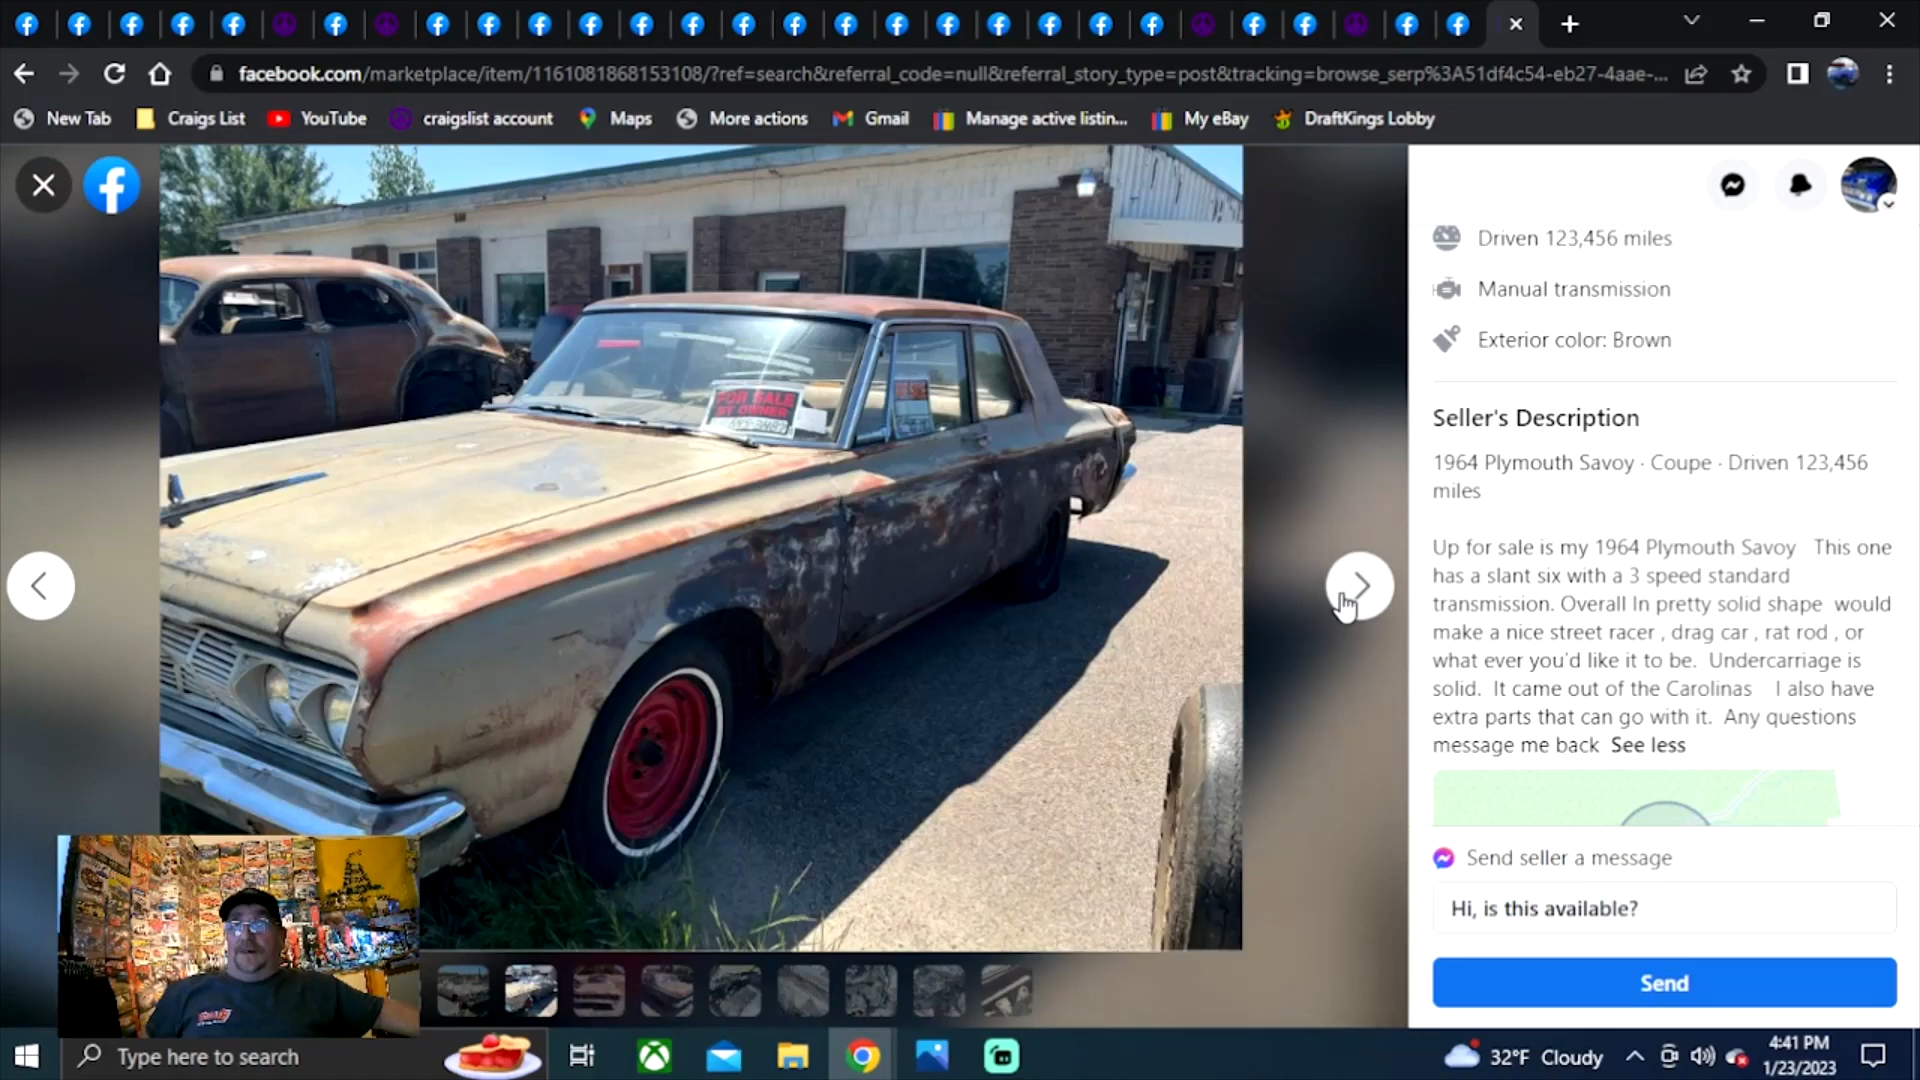 facebook.com/marketplace/item/1161081868153108/?ref=search&referral_code=null&referral_story_type=post&tracking=browse_serp%3A51df4c54-eb27-4aae-...
New Tab Craigs List YouTube craigslist account Maps More actions Gmail Manage active listin... My eBay DraftKings Lobby
Driven 123,456 miles
Manual transmission
Exterior color: Brown
Seller's Description
1964 Plymouth Savoy · Coupe · Driven 123,456
miles
Up for sale is my 1964 Plymouth Savoy This one
has a slant six with a 3 speed standard
transmission. Overall In pretty solid shape would
make a nice street racer , drag car , rat rod , or
what ever you'd like it to be. Undercarriage is
solid. It came out of the Carolinas I also have
extra parts that can go with it. Any questions
message me back See less
FOR SALE
BY OWNER
FOR SALE
Send seller a message
Hi, is this available?
Send
Type here to search
32°F Cloudy
4:41 PM
1/23/2023